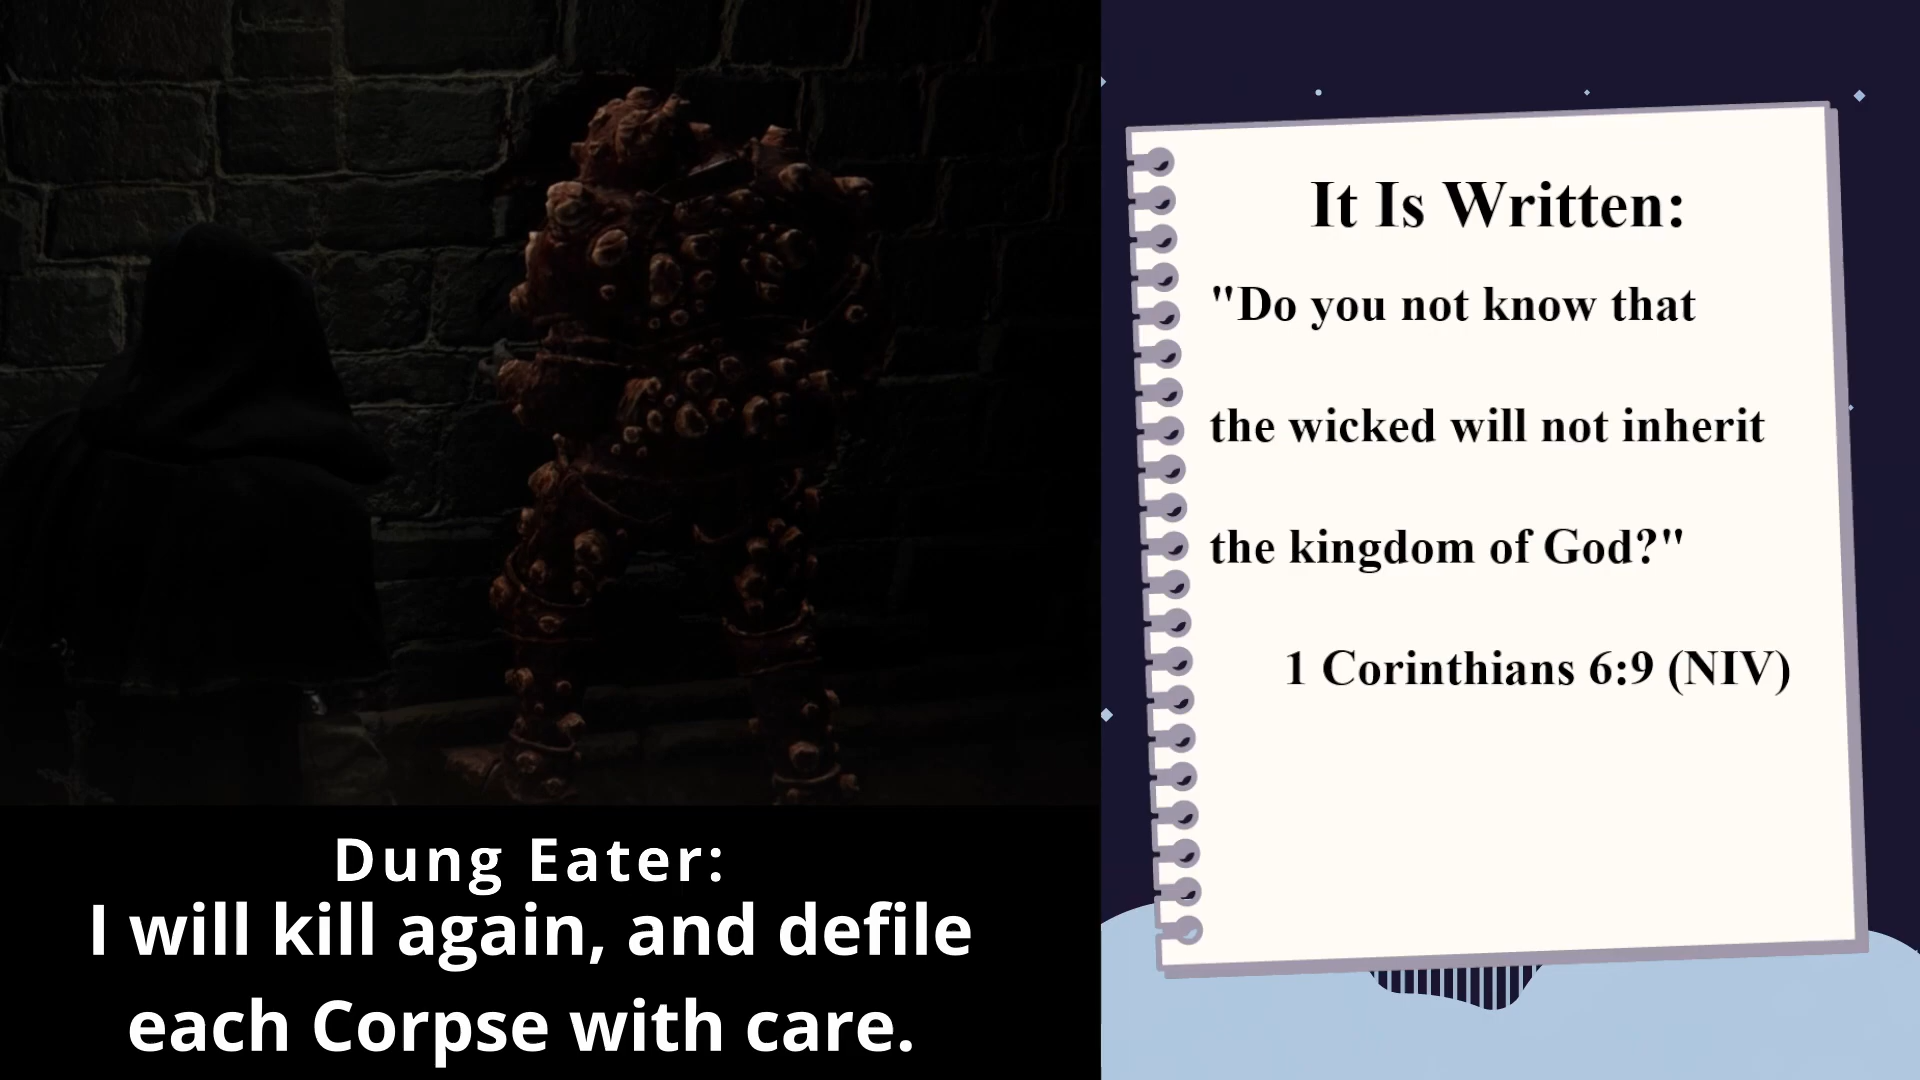 Dung Eater:
I will kill again, and defile
each Corpse with care.
It Is Written:
"Do you not know that
the wicked will not inherit
the kingdom of God?"
1 Corinthians 6:9 (NIV)